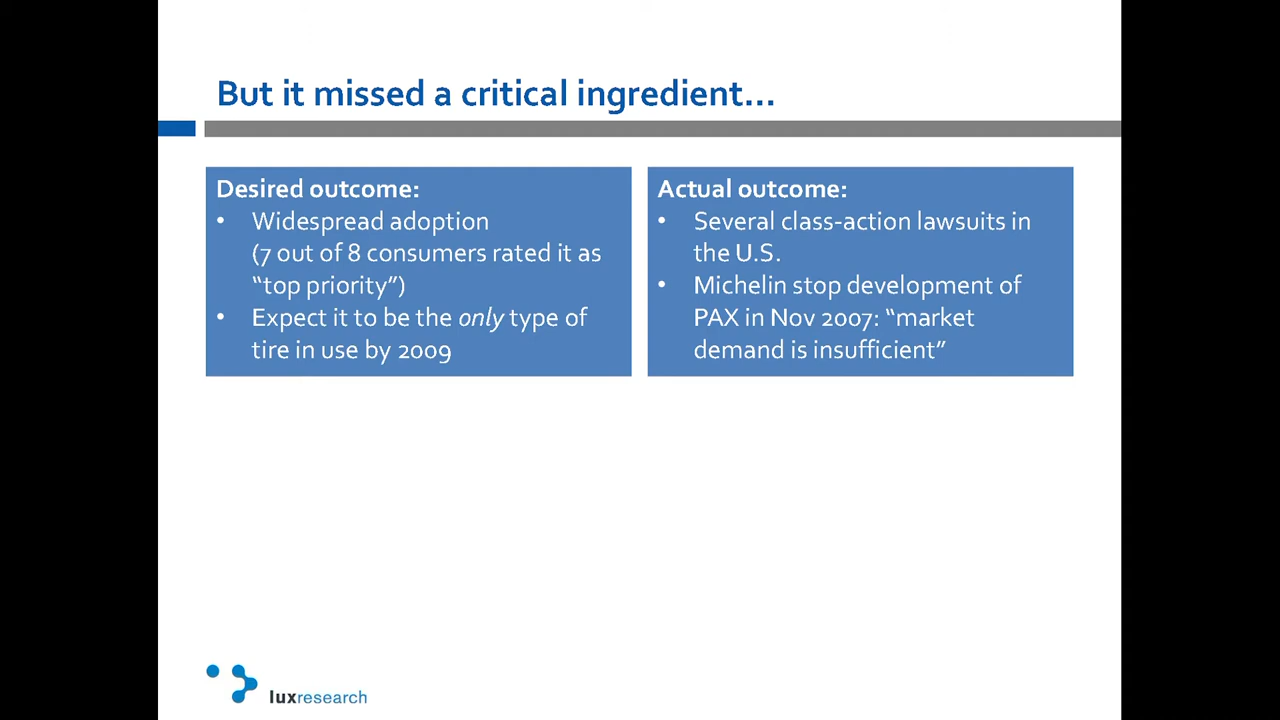 But it missed a critical ingredient…
Desired outcome:
• Widespread adoption
(7 out of 8 consumers rated it as
“top priority”)
• Expect it to be the only type of
tire in use by 2009
Actual outcome:
• Several class-action lawsuits in
the U.S.
• Michelin stop development of
PAX in Nov 2007: “market
demand is insufficient”
luxresearch